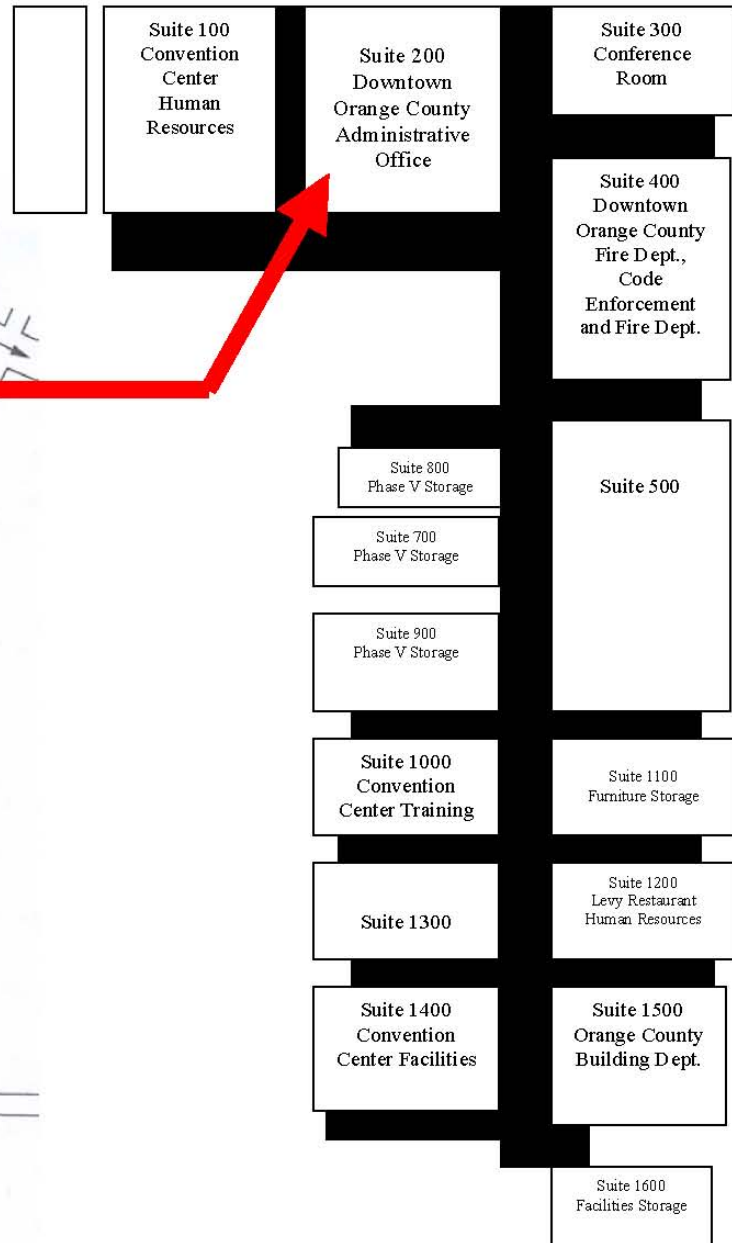 Suite 100
Convention
Center
Human
Resources
Suite 200
Downtown
Orange County
Administrative
Office
Suite 300
Conference
Room
Suite 400
Downtown
Orange County
Fire Dept.,
Code
Enforcement
and Fire Dept.
Suite 800
Phase V Storage
Suite 500
Suite 700
Phase V Storage
Suite 900
Phase V Storage
Suite 1000
Convention
Center Training
Suite 1100
Furniture Storage
Suite 1300
Suite 1200
Levy Restaurant
Human Resources
Suite 1400
Convention
Center Facilities
Suite 1500
Orange County
Building Dept.
Suite 1600
Facilities Storage